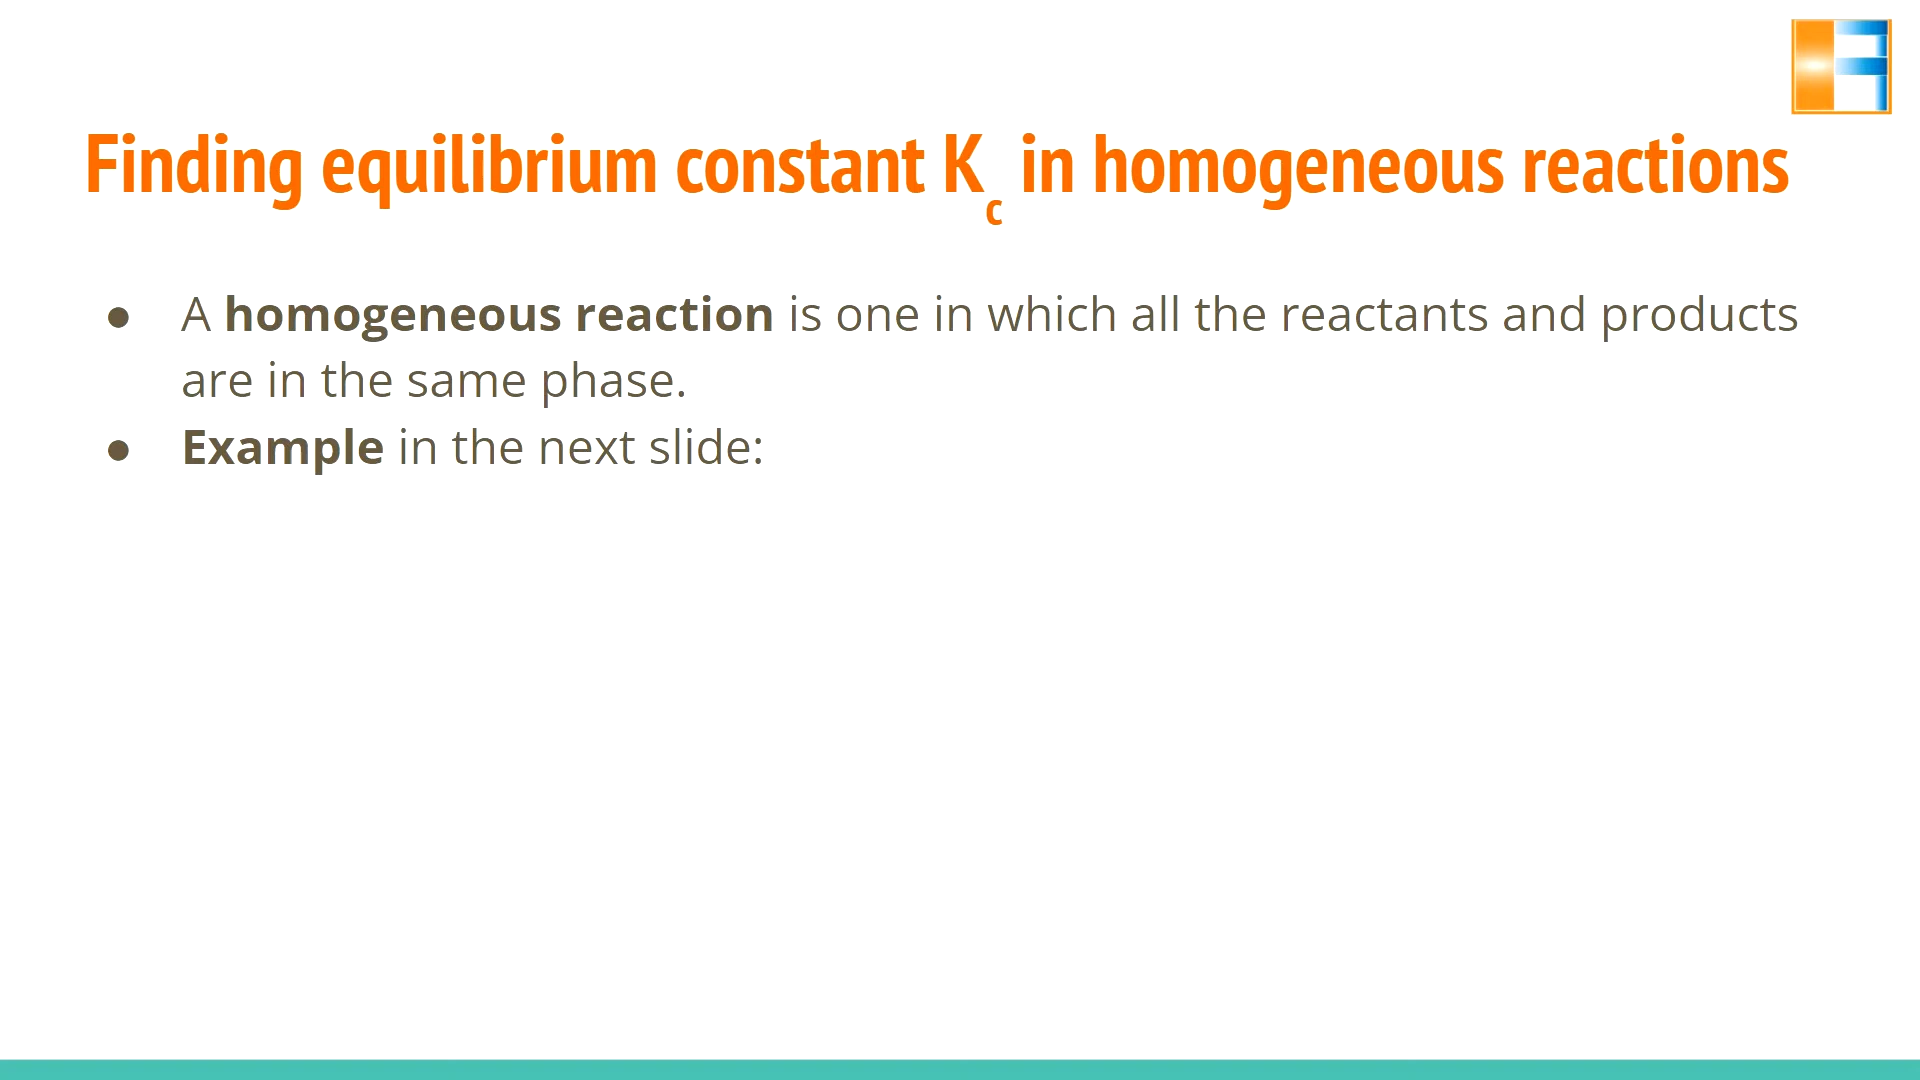 Finding equilibrium constant Kc in homogeneous reactions
● A homogeneous reaction is one in which all the reactants and products
are in the same phase.
● Example in the next slide: